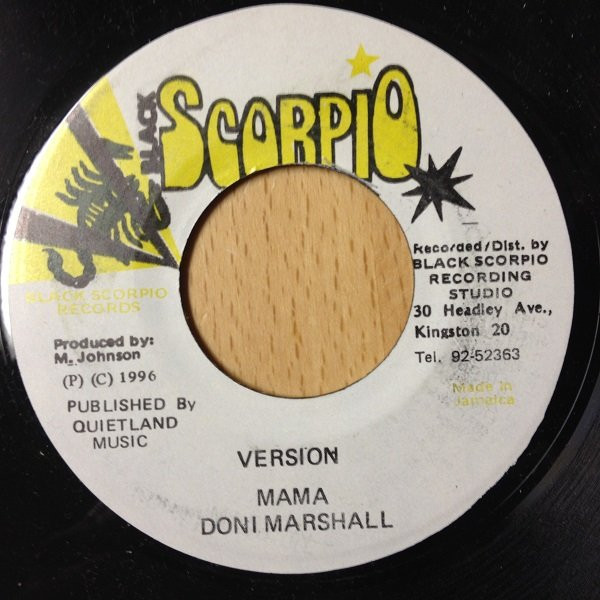 BLACK
SCORPIO
BLACK SCORPIO
RECORDS
Produced by:
M. Johnson
(P) (C) 1996
PUBLISHED By
QUIETLAND
MUSIC
Recorded/Dist. by
BLACK SCORPIO
RECORDING
STUDIO
30 Headley Ave.,
Kingston 20
Tel. 92-52363
Made In
Jamaica
VERSION
MAMA
DONI MARSHALL